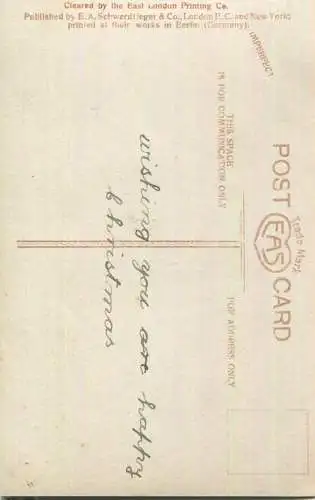 Cleared by the East London Printing Co.
Published by E. A. Schwerdtfeger & Co., London E.C. and New York;
printed at their works in Berlin (Germany).
IMPERFECT
POST CARD
Trade Mark
EAS
THIS SPACE
IS FOR COMMUNICATION ONLY
FOR ADDRESS ONLY
wishing you are happy
Christmas